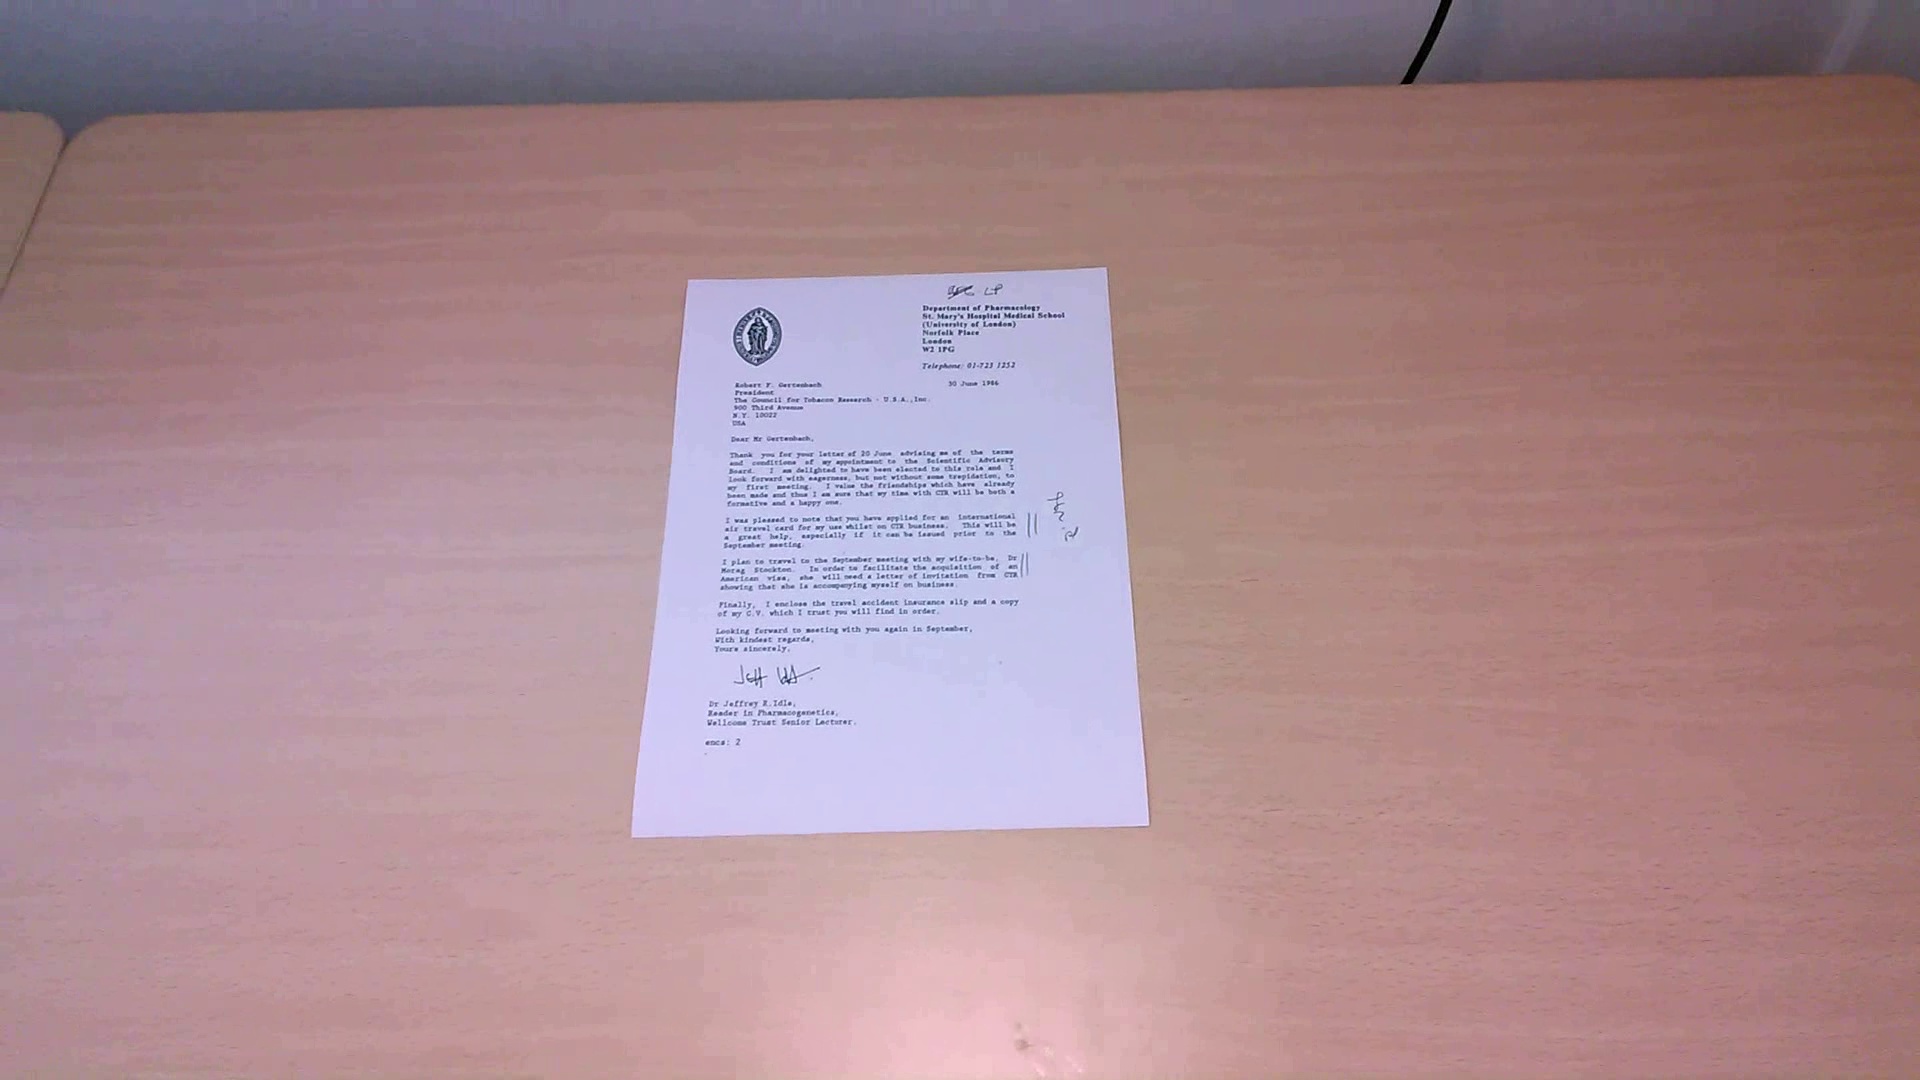 LP
Department of Pharmacology
St. Mary's Hospital Medical School
(University of London)
Norfolk Place
London
W2 1PG
Telephone: 01-723 1252
Robert F. Gertenbach
30 June 1986
President
The Council for Tobacco Research - U.S.A.,Inc.
900 Third Avenue
N.Y. 10022
USA
Dear Mr Gertenbach,
Thank you for your letter of 20 June advising me of the terms
and conditions of my appointment to the Scientific Advisory
Board. I am delighted to have been elected to this role and I
look forward with eagerness, but not without some trepidation, to
my first meeting. I value the friendships which have already
been made and thus I am sure that my time with CTR will be both a
formative and a happy one.
I was pleased to note that you have applied for an international
air travel card for my use whilst on CTR business. This will be
a great help, especially if it can be issued prior to the
September meeting.
I plan to travel to the September meeting with my wife-to-be, Dr
Morag Stockton. In order to facilitate the acquisition of an
American visa, she will need a letter of invitation from CTR
showing that she is accompanying myself on business.
Finally, I enclose the travel accident insurance slip and a copy
of my C.V. which I trust you will find in order.
Looking forward to meeting with you again in September,
With kindest regards,
Yours sincerely,
Jeff
Dr Jeffrey R.Idle,
Reader in Pharmacogenetics,
Wellcome Trust Senior Lecturer.
encs: 2